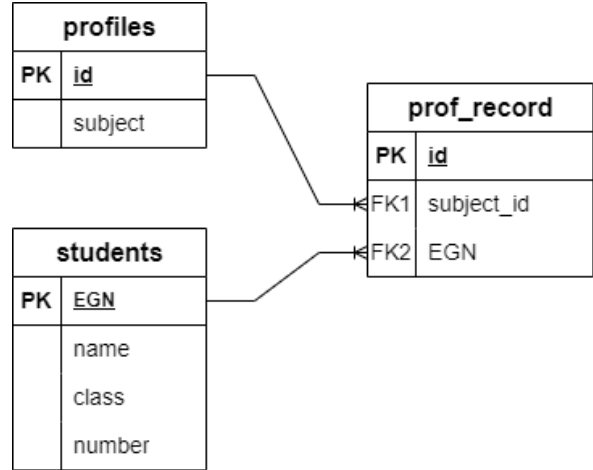 profiles
PK id
subject
prof_record
PK id
FK1 subject_id
FK2 EGN
students
PK EGN
name
class
number